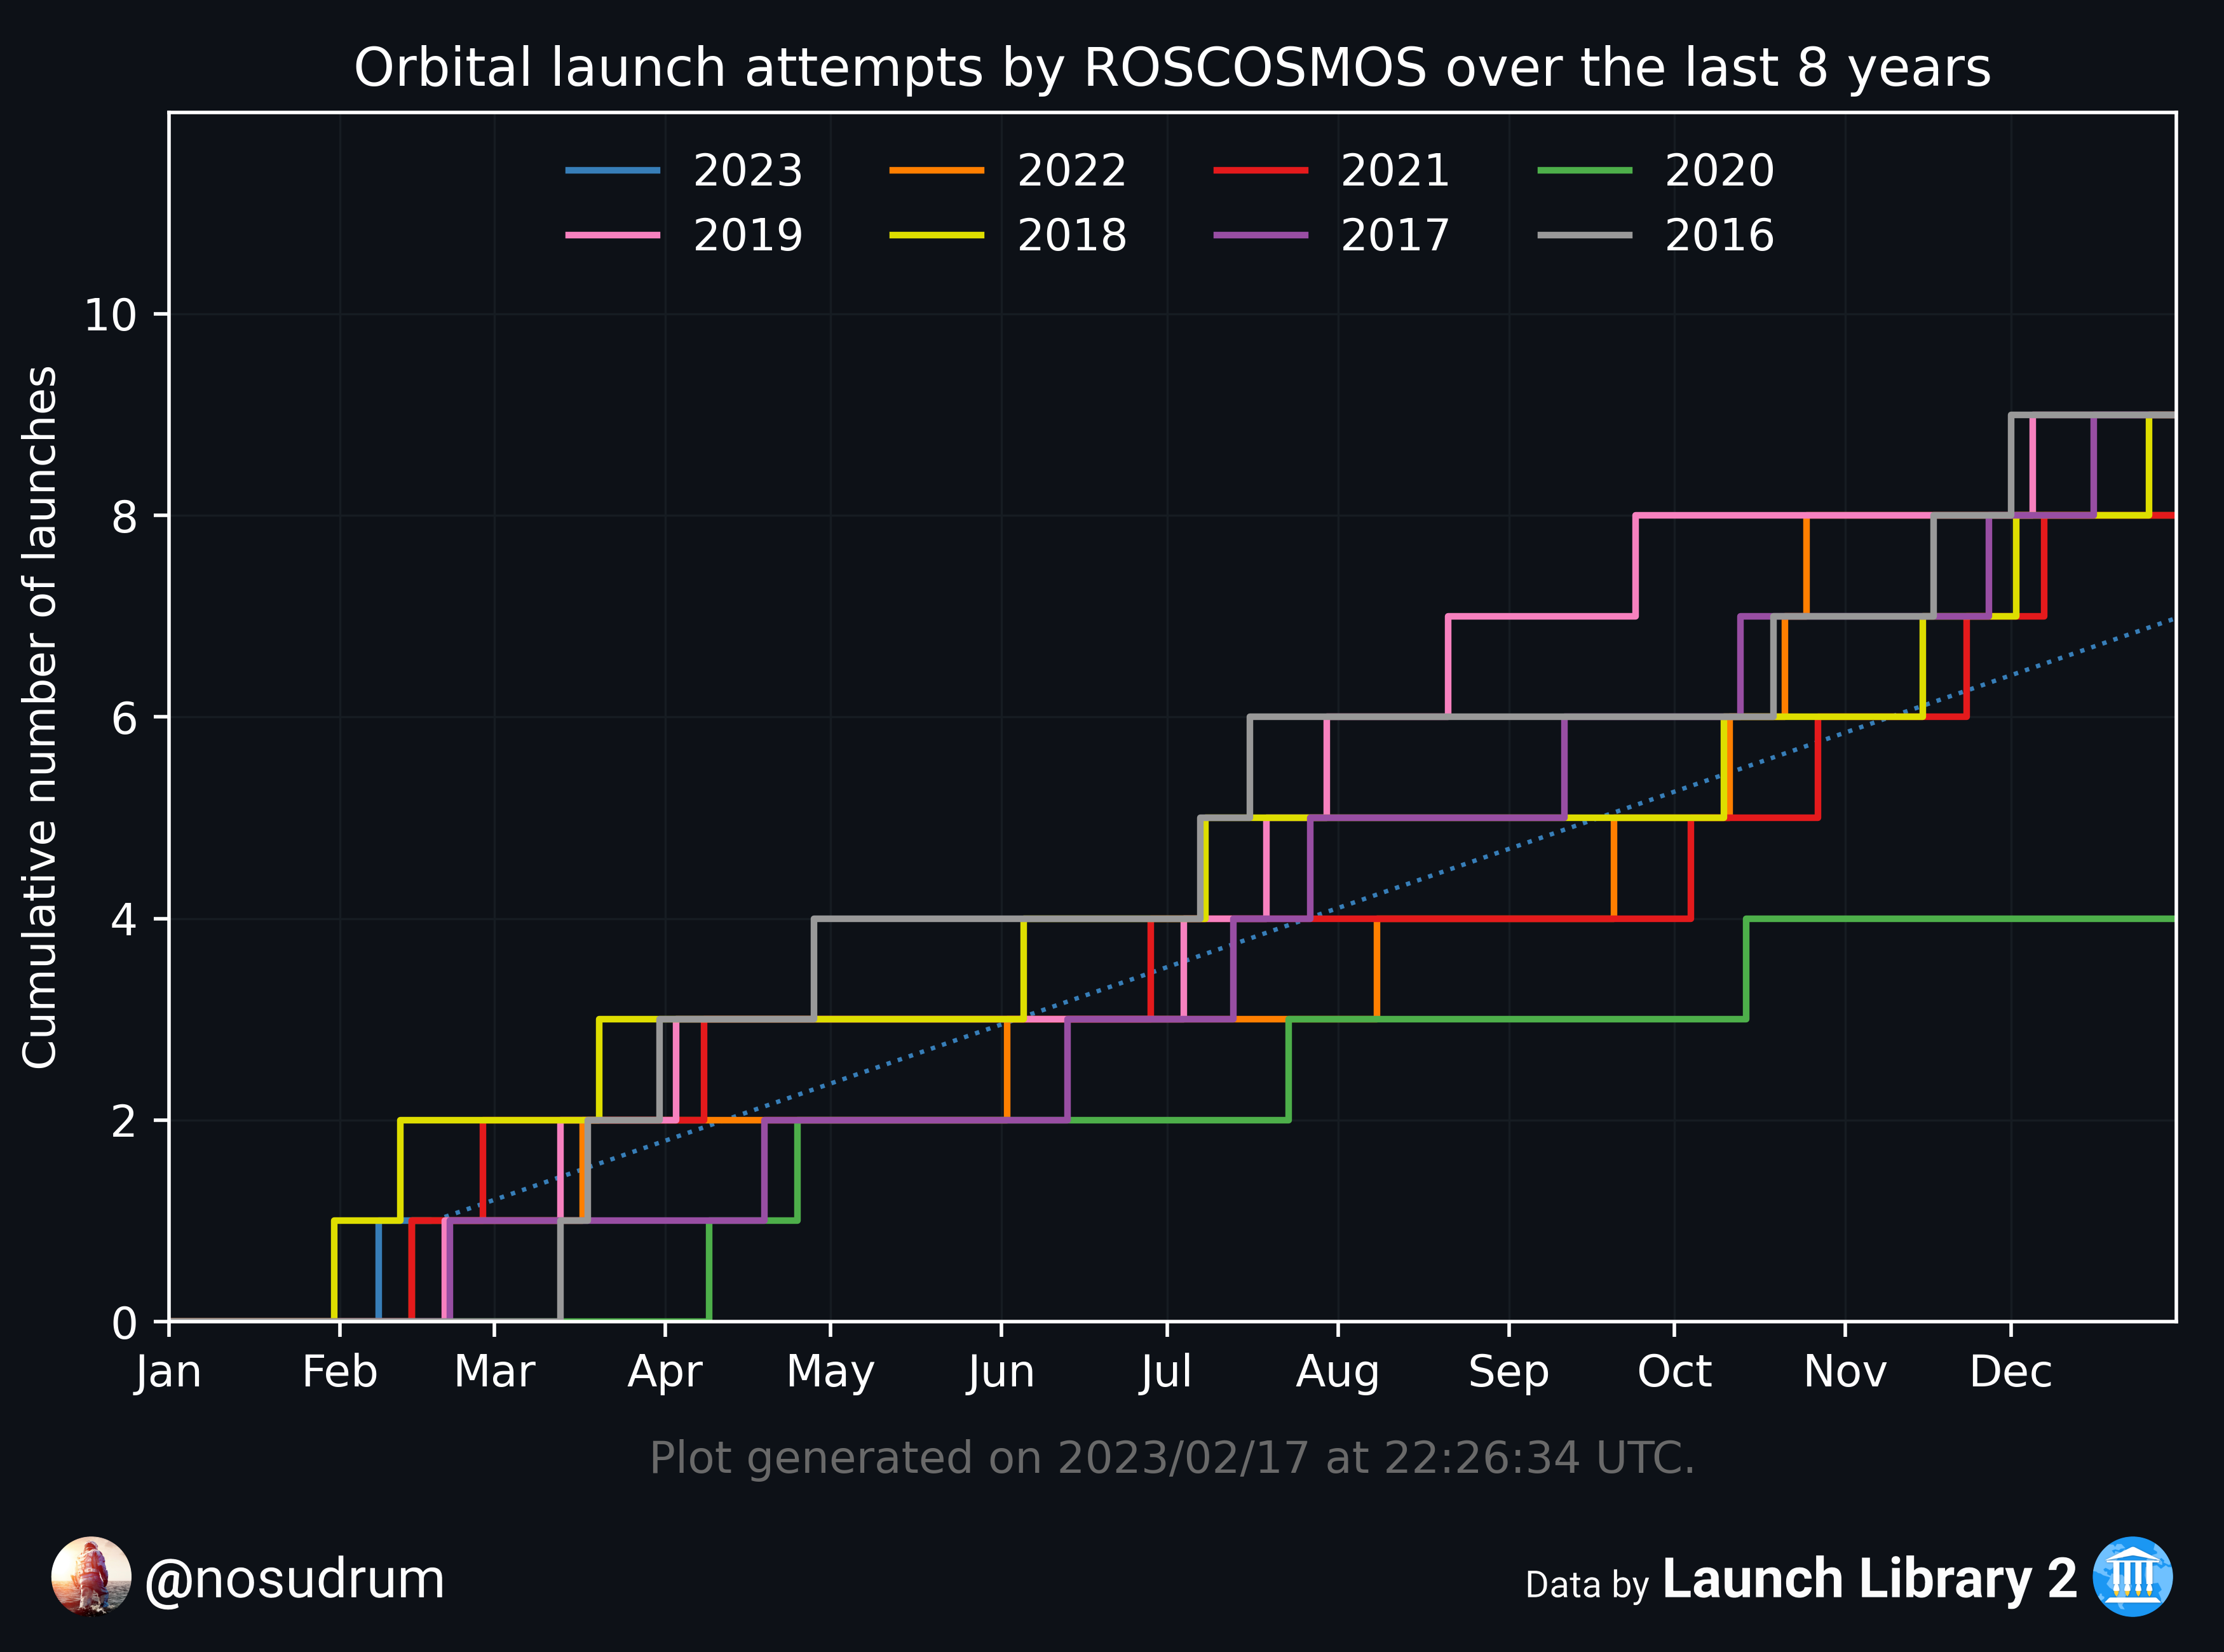 Orbital launch attempts by ROSCOSMOS over the last 8 years
2023 2022 2021 2020
2019 2018 2017 2016
Cumulative number of launches
10
8
6
4
2
0
Jan Feb Mar Apr May Jun Jul Aug Sep Oct Nov Dec
Plot generated on 2023/02/17 at 22:26:34 UTC.
@nosudrum
Data by Launch Library 2